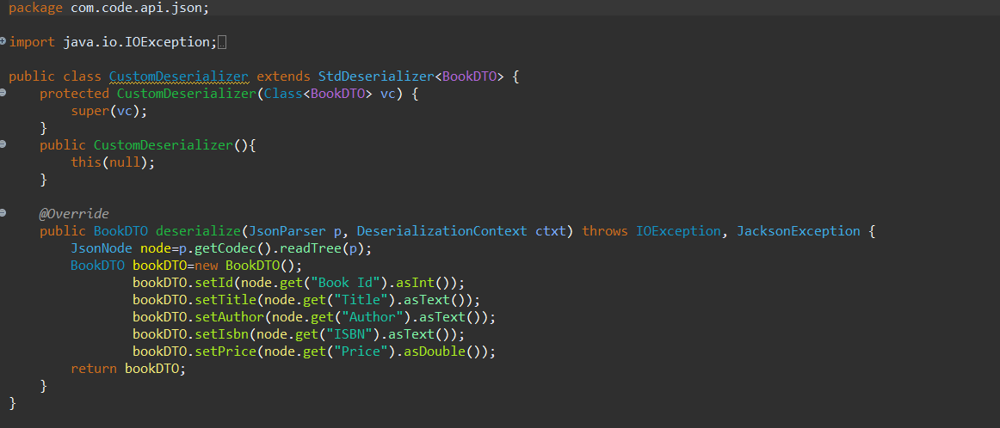 package com.code.api.json;
import java.io.IOException;
public class CustomDeserializer extends StdDeserializer<BookDTO> {
protected CustomDeserializer(Class<BookDTO> vc) {
super(vc);
}
public CustomDeserializer(){
this(null);
}
@Override
public BookDTO deserialize(JsonParser p, DeserializationContext ctxt) throws IOException, JacksonException {
JsonNode node=p.getCodec().readTree(p);
BookDTO bookDTO=new BookDTO();
bookDTO.setId(node.get("Book Id").asInt());
bookDTO.setTitle(node.get("Title").asText());
bookDTO.setAuthor(node.get("Author").asText());
bookDTO.setIsbn(node.get("ISBN").asText());
bookDTO.setPrice(node.get("Price").asDouble());
return bookDTO;
}
}